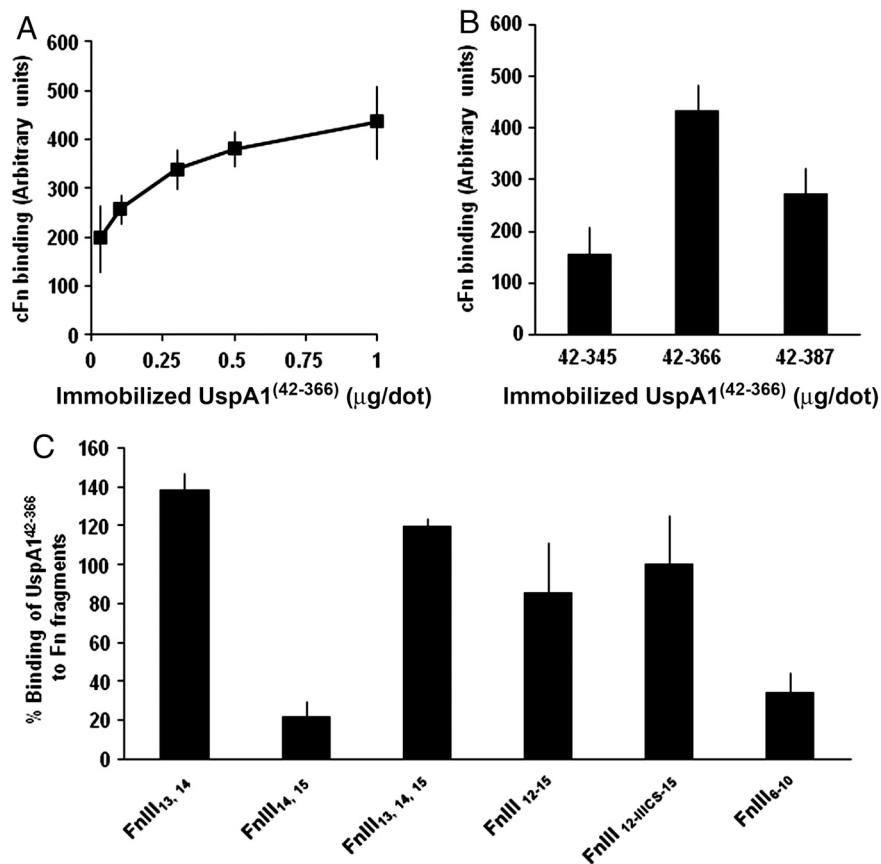 A
600
500
400
300
200
100
0
cFn binding (Arbitrary units)
0 0.25 0.5 0.75 1
Immobilized UspA1(42-366) (μg/dot)
B
600
500
400
300
200
100
0
cFn binding (Arbitrary units)
42-345 42-366 42-387
Immobilized UspA1(42-366) (μg/dot)
C
160
140
120
100
80
60
40
20
0
% Binding of UspA142-366
to Fn fragments
FnIII13, 14
FnIII14, 15
FnIII13, 14, 15
FnIII 12-15
FnIII 12-IIICS-15
FnIII6-10